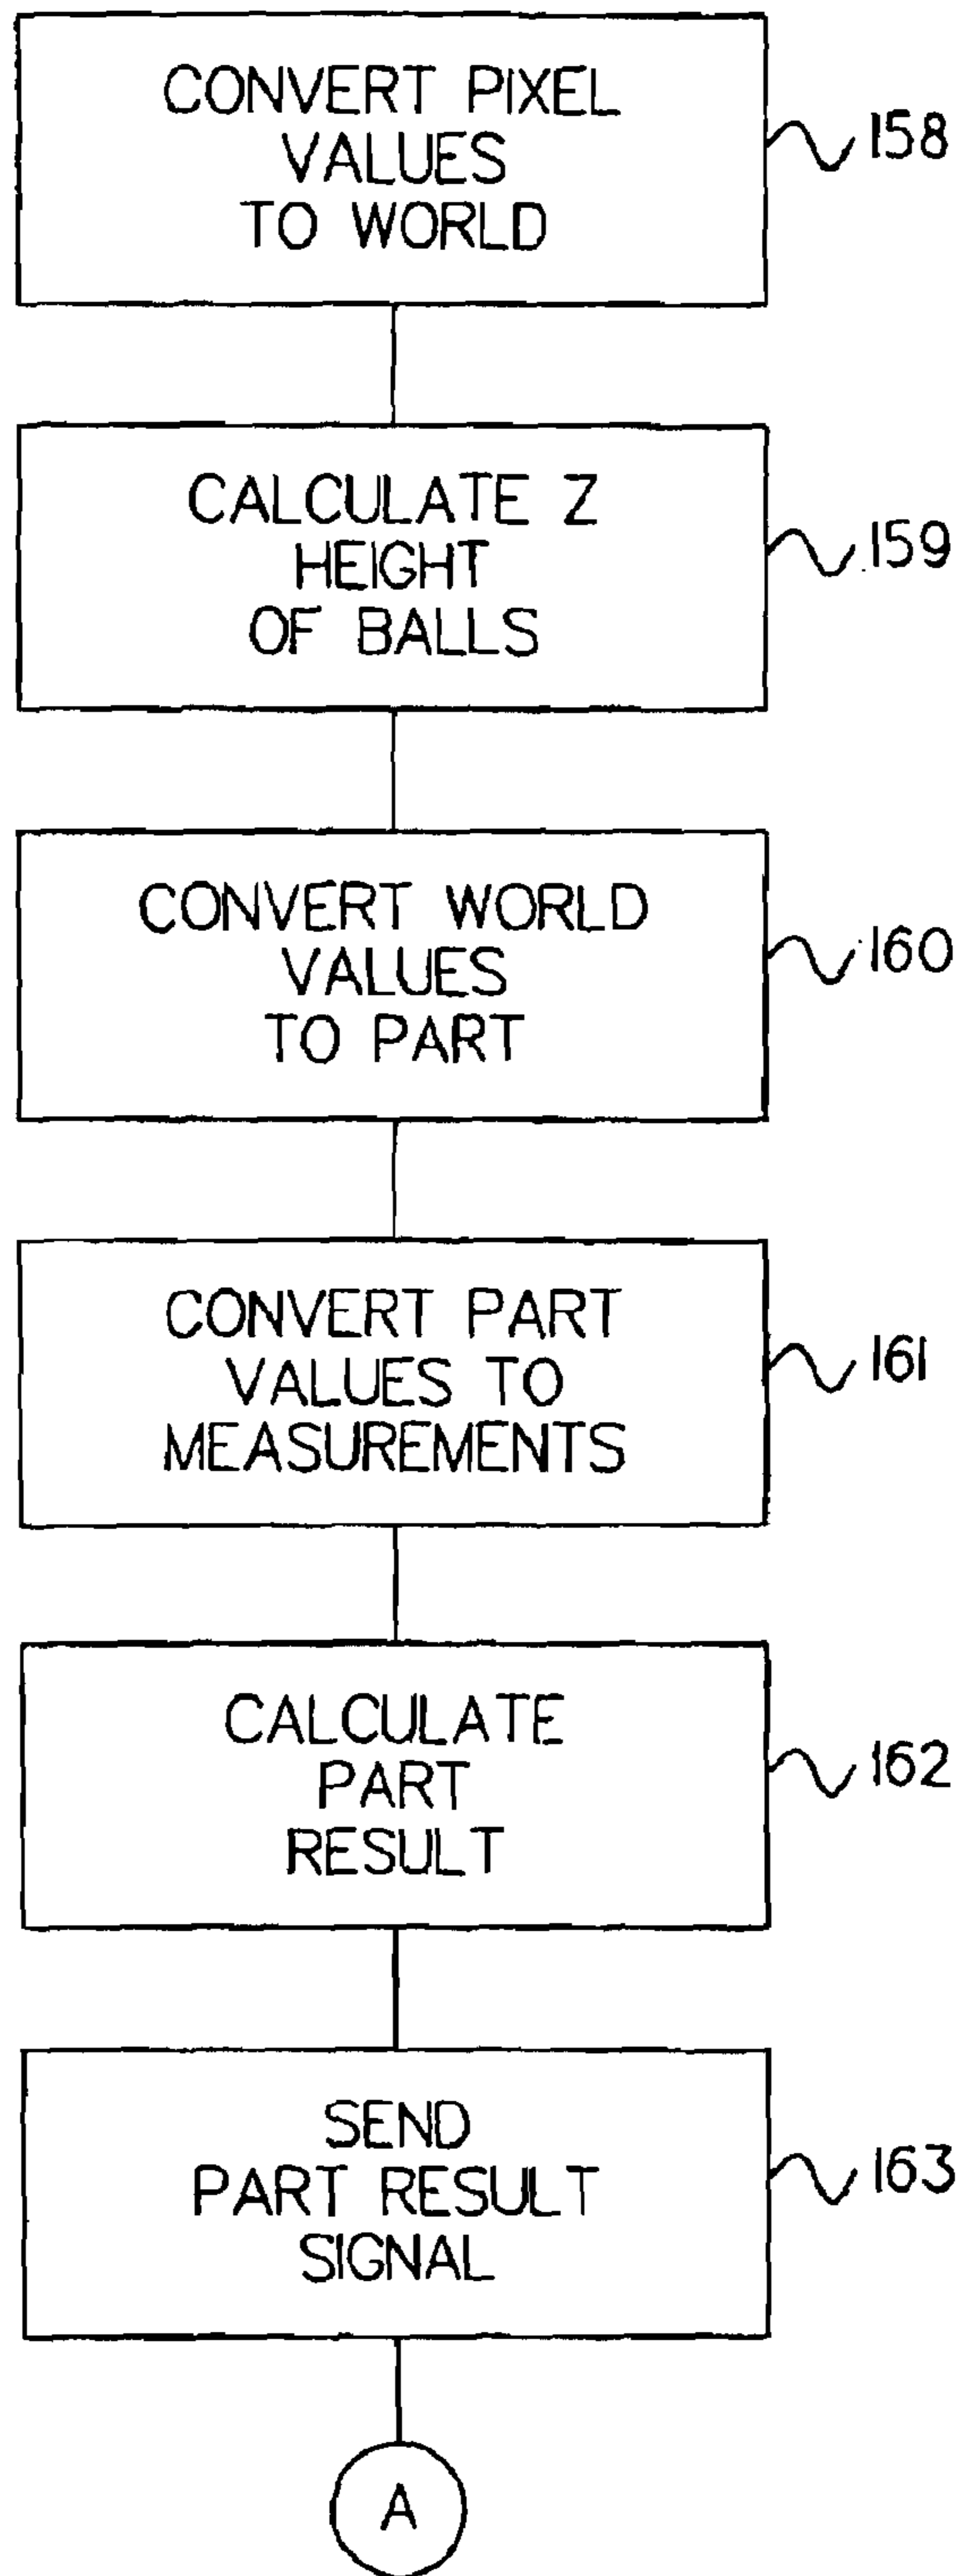 CONVERT PIXEL
VALUES
TO WORLD
158
CALCULATE Z
HEIGHT
OF BALLS
159
CONVERT WORLD
VALUES
TO PART
160
CONVERT PART
VALUES TO
MEASUREMENTS
161
CALCULATE
PART
RESULT
162
SEND
PART RESULT
SIGNAL
163
A